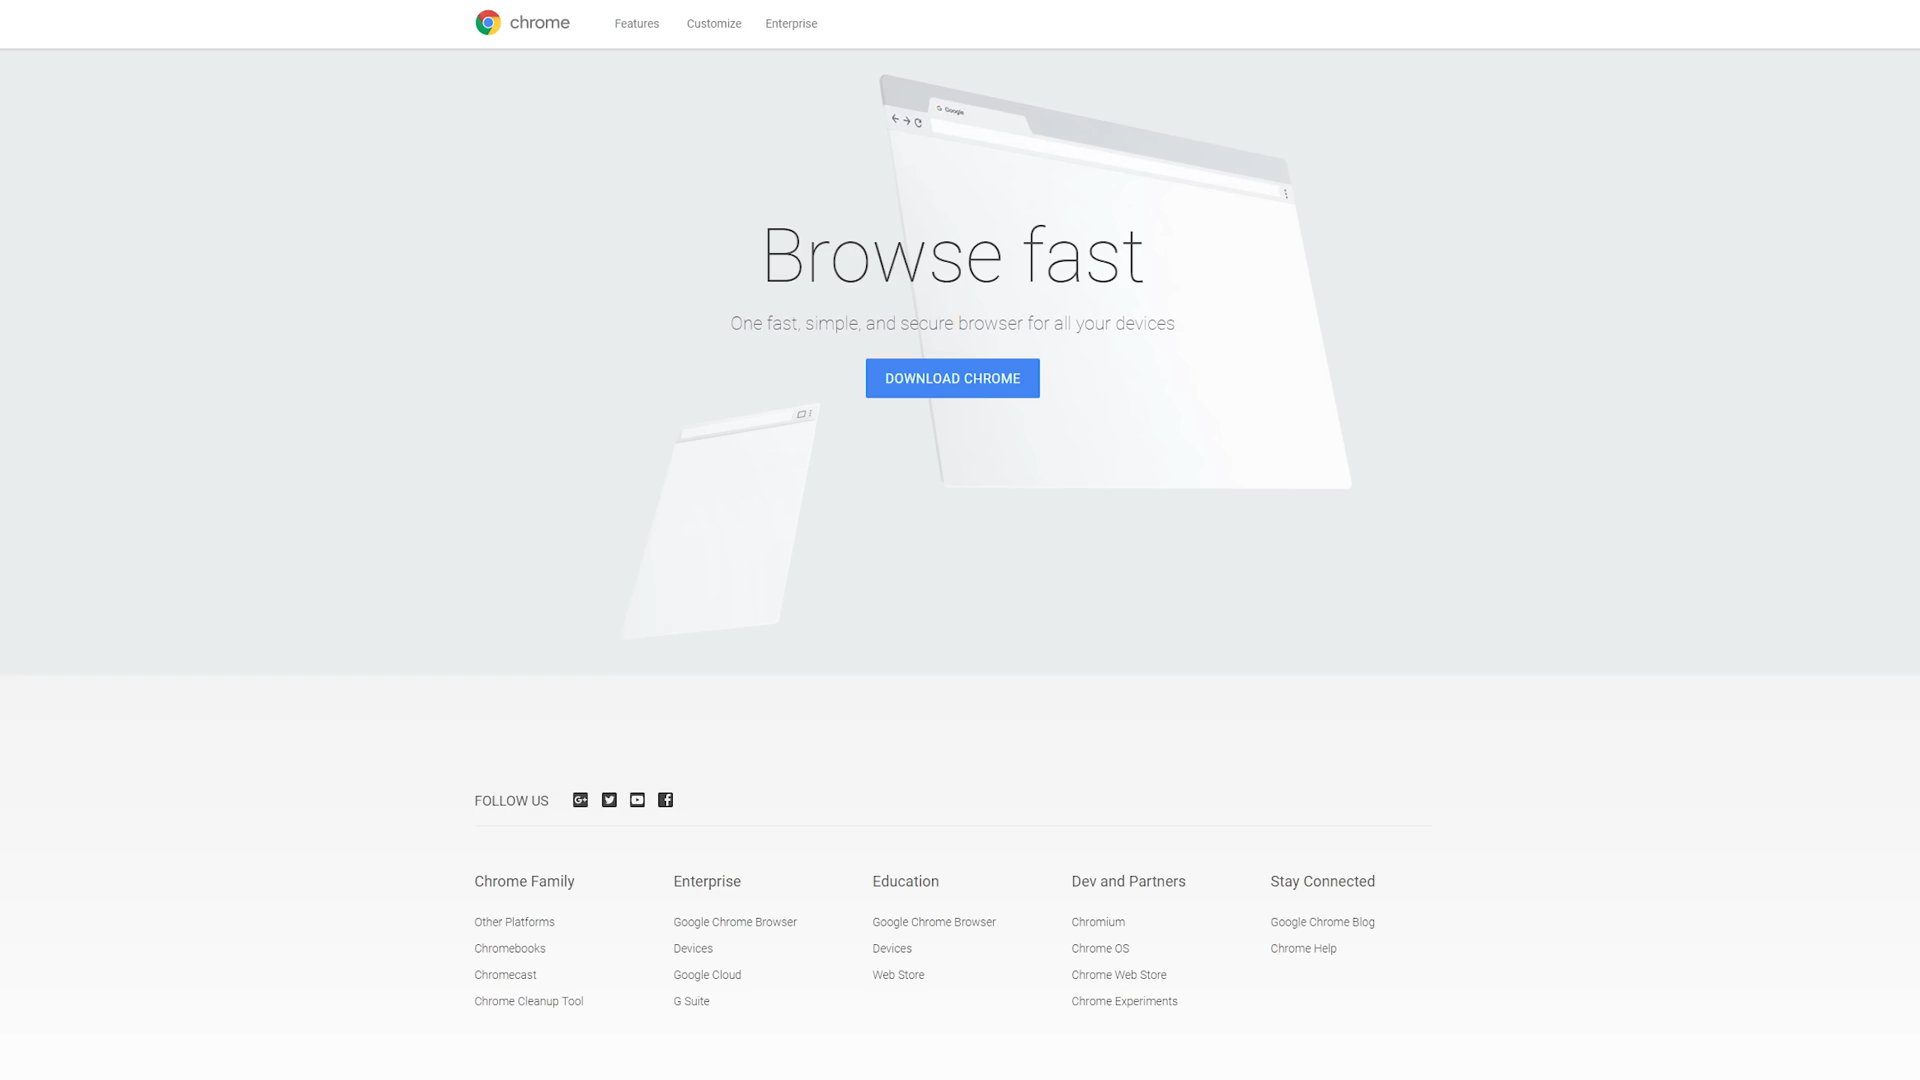 chrome
Features
Customize
Enterprise
Google
Browse fast
One fast, simple, and secure browser for all your devices
DOWNLOAD CHROME
FOLLOW US
Chrome Family
Other Platforms
Chromebooks
Chromecast
Chrome Cleanup Tool
Enterprise
Google Chrome Browser
Devices
Google Cloud
G Suite
Education
Google Chrome Browser
Devices
Web Store
Dev and Partners
Chromium
Chrome OS
Chrome Web Store
Chrome Experiments
Stay Connected
Google Chrome Blog
Chrome Help